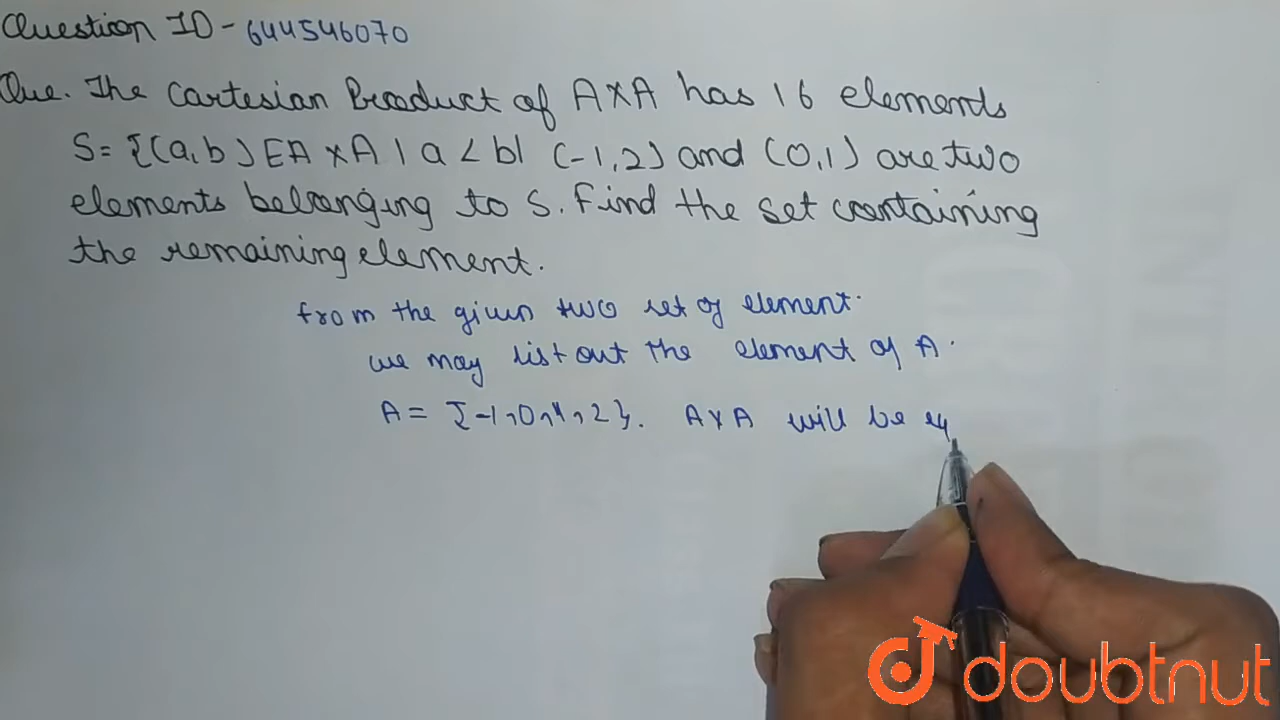 Question ID - 644546070
Que. The Cartesian Product of A×A has 16 elements
S= {(a,b)∈A×A | a<b| (-1,2) and (0,1) are two
elements belonging to S. Find the set containing
the remaining element.
from the given two set of element.
we may list out the element of A.
A= {-1,0,1,2}. A×A will be
doubtnut